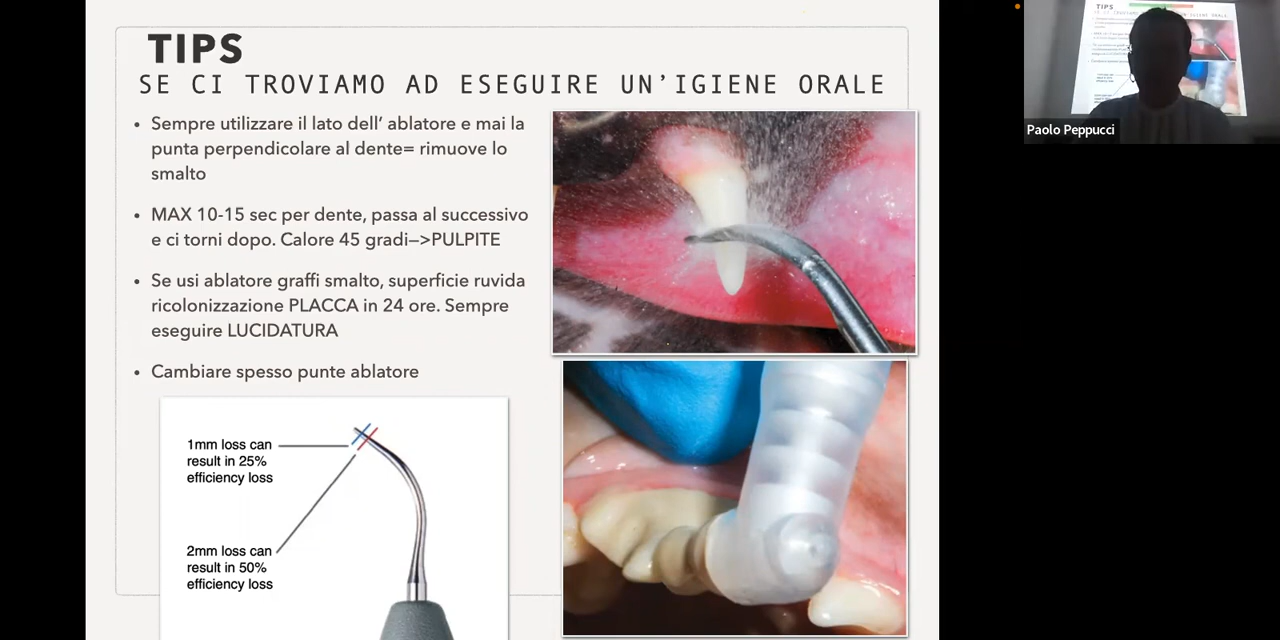 TIPS
SE CI TROVIAMO AD ESEGUIRE UN'IGIENE ORALE
• Sempre utilizzare il lato dell' ablatore e mai la
punta perpendicolare al dente= rimuove lo
smalto
• MAX 10-15 sec per dente, passa al successivo
e ci torni dopo. Calore 45 gradi—>PULPITE
• Se usi ablatore graffi smalto, superficie ruvida
ricolonizzazione PLACCA in 24 ore. Sempre
eseguire LUCIDATURA
• Cambiare spesso punte ablatore
1mm loss can
result in 25%
efficiency loss
2mm loss can
result in 50%
efficiency loss
Paolo Peppucci
TIPS